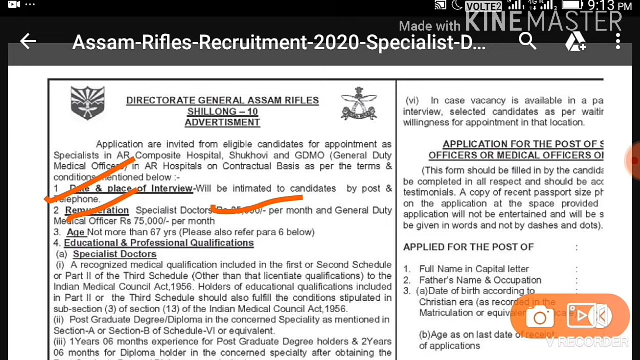 VOLTE2 9:13 PM
Made with KINEMASTER
Assam-Rifles-Recruitment-2020-Specialist-D...
DIRECTORATE GENERAL ASSAM RIFLES
SHILLONG - 10
ADVERTISMENT
Application are invited from eligible candidates for appointment as
Specialists in AR Composite Hospital, Shukhovi and GDMO (General Duty
Medical Officer) in AR Hospitals on Contractual Basis as per the terms &
conditions mentioned below :-
1 Date & place of Interview-Will be intimated to candidates by post &
telephone.
2 Remuneration Specialist Doctors Rs 85,000/- per month and General Duty
Medical Officer Rs 75,000/- per month
3. Age Not more than 67 yrs (Please also refer para 6 below)
4. Educational & Professional Qualifications
(a) Specialist Doctors
(i) A recognized medical qualification included in the first or Second Schedule
or Part II of the Third Schedule (Other than that licentiate qualifications) to the
Indian Medical Council Act,1956. Holders of educational qualifications
included in Part II or the Third Schedule should also fulfill the conditions stipulated in
sub-section (3) of section (13) of the Indian Medical Council Act,1956.
(ii) Post Graduate Degree/Diploma in the concerned Speciality as mentioned in
Section-A or Section-B of Schedule-VI or equivalent.
(iii) 1Years 06 months experience for Post Graduate Degree holders & 2Years
06 months for Diploma holder in the concerned specialty after obtaining the
(vi) In case vacancy is available in a pa
interview, selected candidates as per waitin
willingness for appointment in that location.
APPLICATION FOR THE POST OF S
OFFICERS OR MEDICAL OFFICERS O
(This form should be filled in by the candida
be completed in all respect and should be acc
testimonials. A copy of recent passport size ph
on the application at the space provided
application will not be entertained and will be s
be given in words and not by dashes and dots).
APPLIED FOR THE POST OF :
1. Full Name in Capital letter :
2. Father's Name & Occupation :
3. (a)Date of birth according to :
Christian era (as recorded in the
Matriculation or equivalent
(b)Age as on last date of receipt
of applications